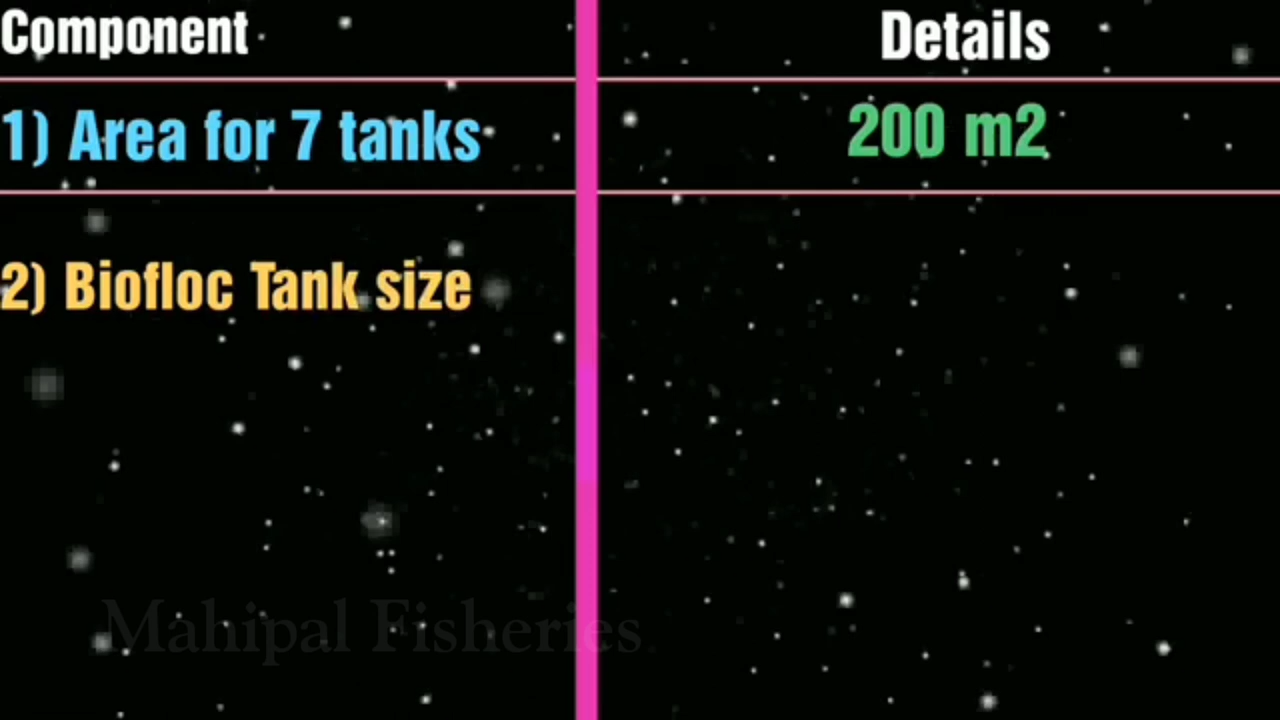 Component
Details
1) Area for 7 tanks
200 m2
2) Biofloc Tank size
Mahipal Fisheries